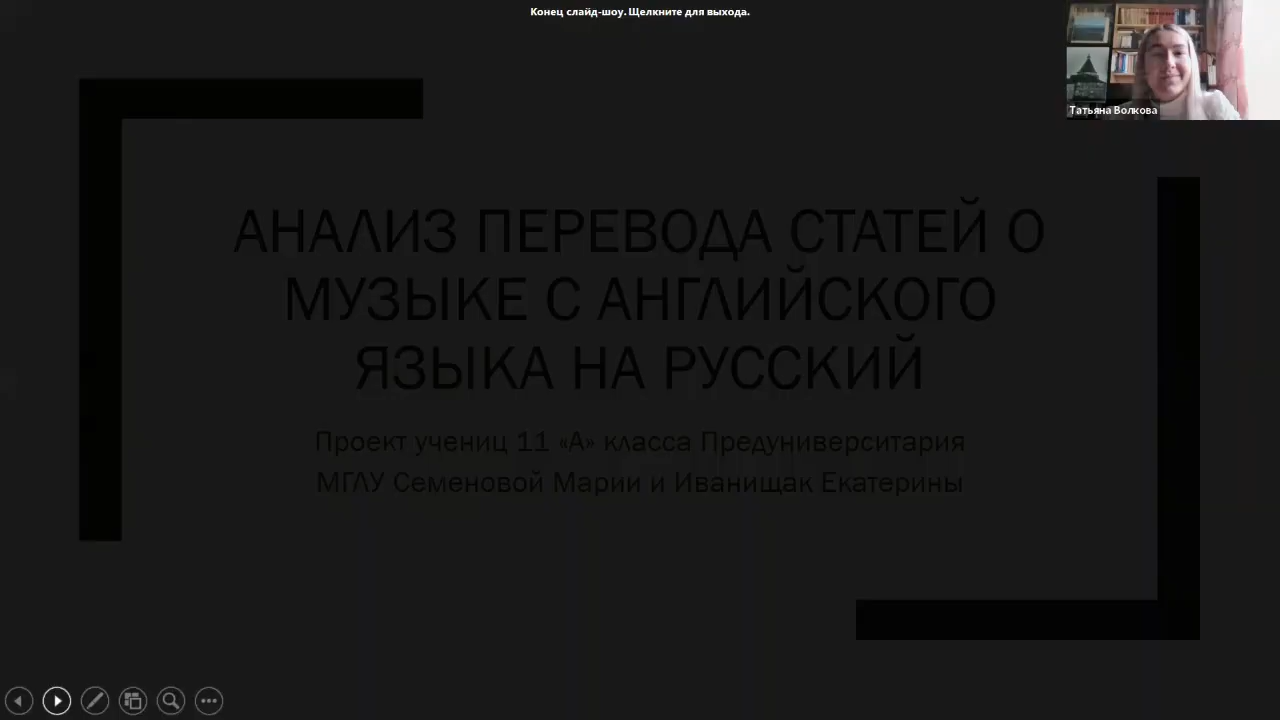 Конец слайд-шоу. Щелкните для выхода.
Татьяна Волкова
АНАЛИЗ ПЕРЕВОДА СТАТЕЙ О
МУЗЫКЕ С АНГЛИЙСКОГО
ЯЗЫКА НА РУССКИЙ
Проект учениц 11 «А» класса Предуниверситария
МГЛУ Семеновой Марии и Иванищак Екатерины